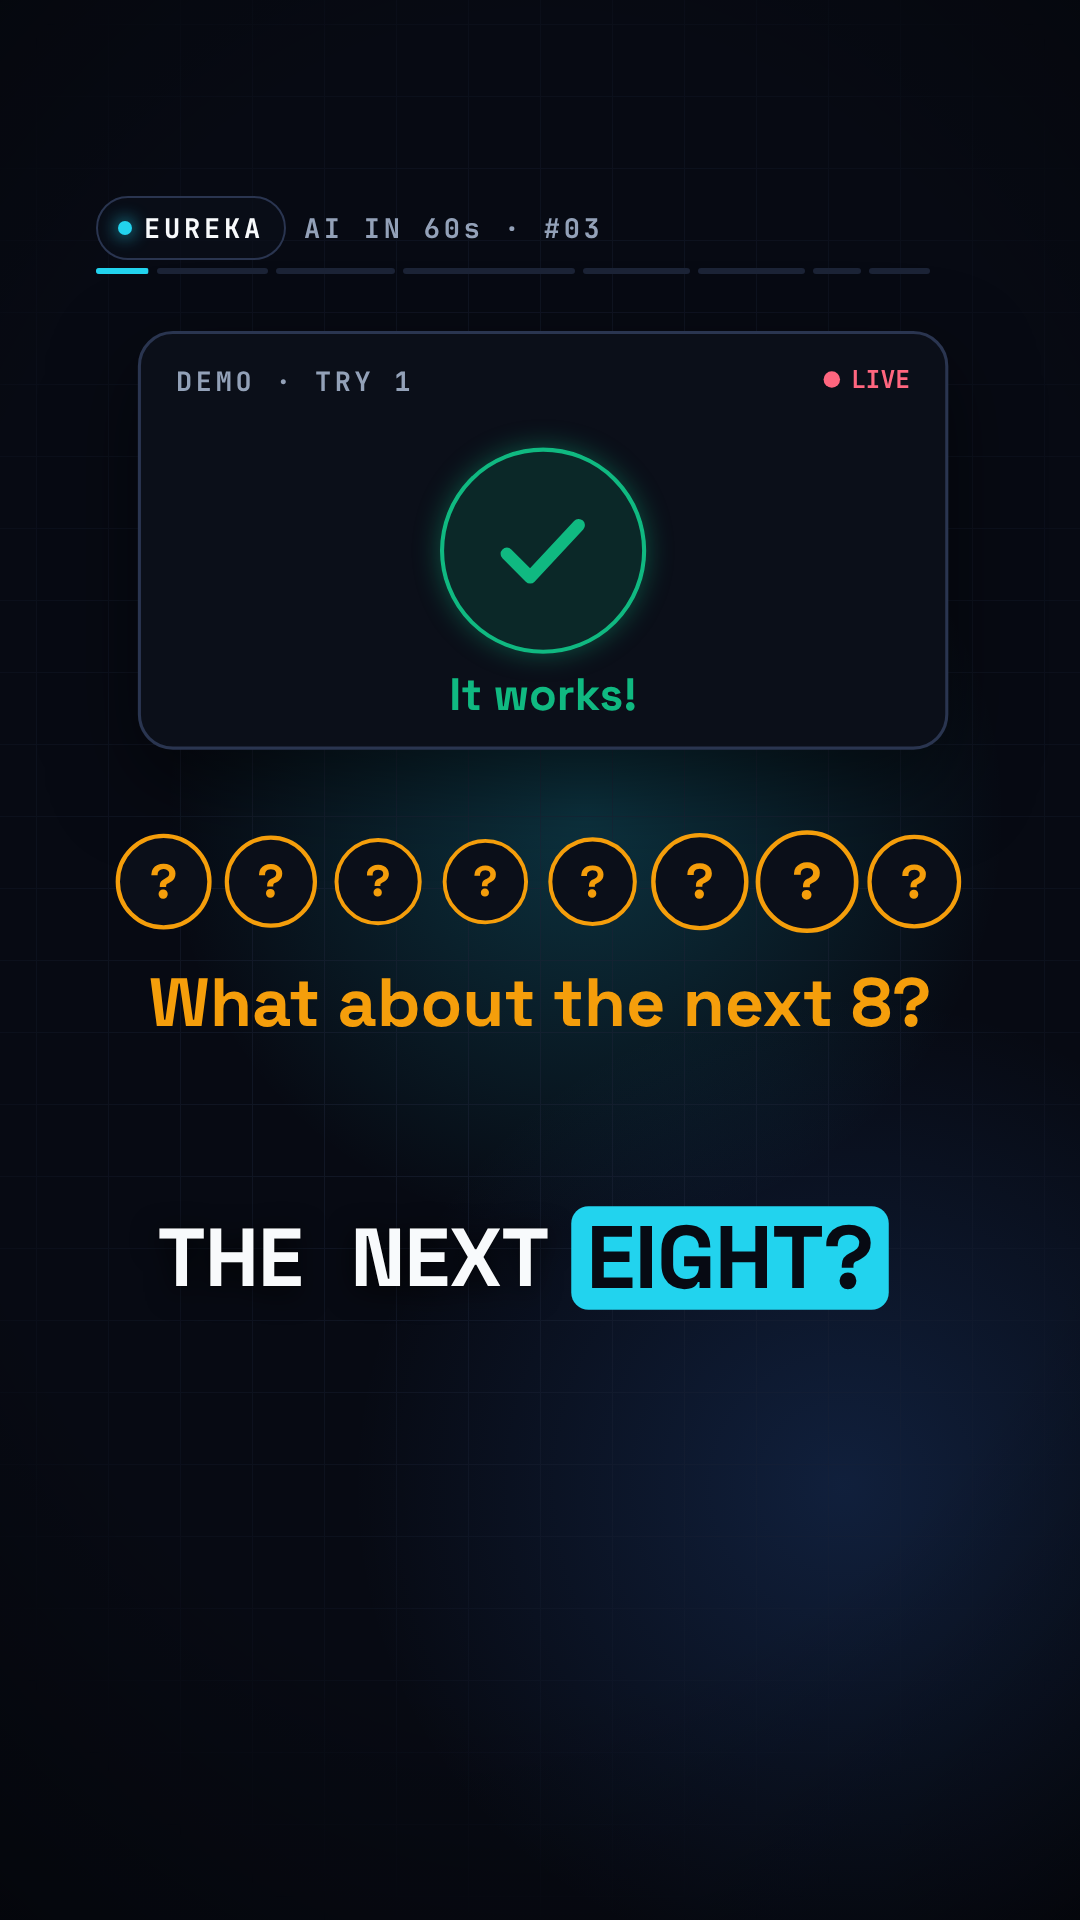 EUREKA AI IN 60s · #03
DEMO · TRY 1
LIVE
It works!
? ? ? ? ? ? ? ?
What about the next 8?
THE NEXT EIGHT?